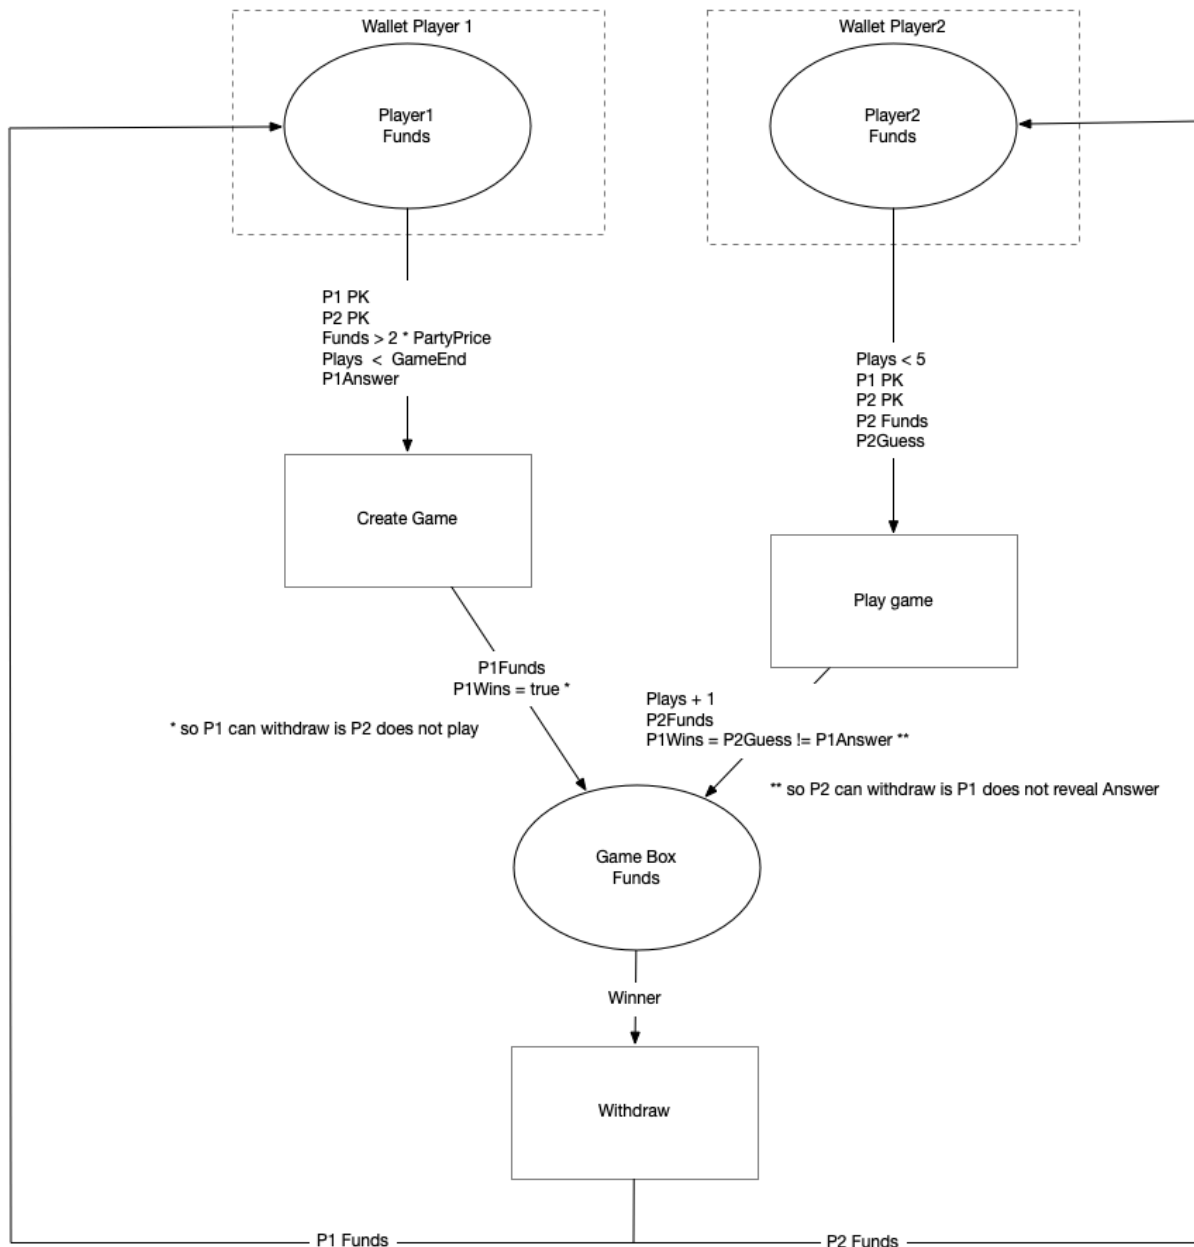 Wallet Player 1
Wallet Player2
Player1
Funds
Player2
Funds
P1 PK
P2 PK
Funds > 2 * PartyPrice
Plays < GameEnd
P1Answer
Plays < 5
P1 PK
P2 PK
P2 Funds
P2Guess
Create Game
Play game
P1Funds
P1Wins = true *
* so P1 can withdraw is P2 does not play
Plays + 1
P2Funds
P1Wins = P2Guess != P1Answer **
** so P2 can withdraw is P1 does not reveal Answer
Game Box
Funds
Winner
Withdraw
P1 Funds
P2 Funds